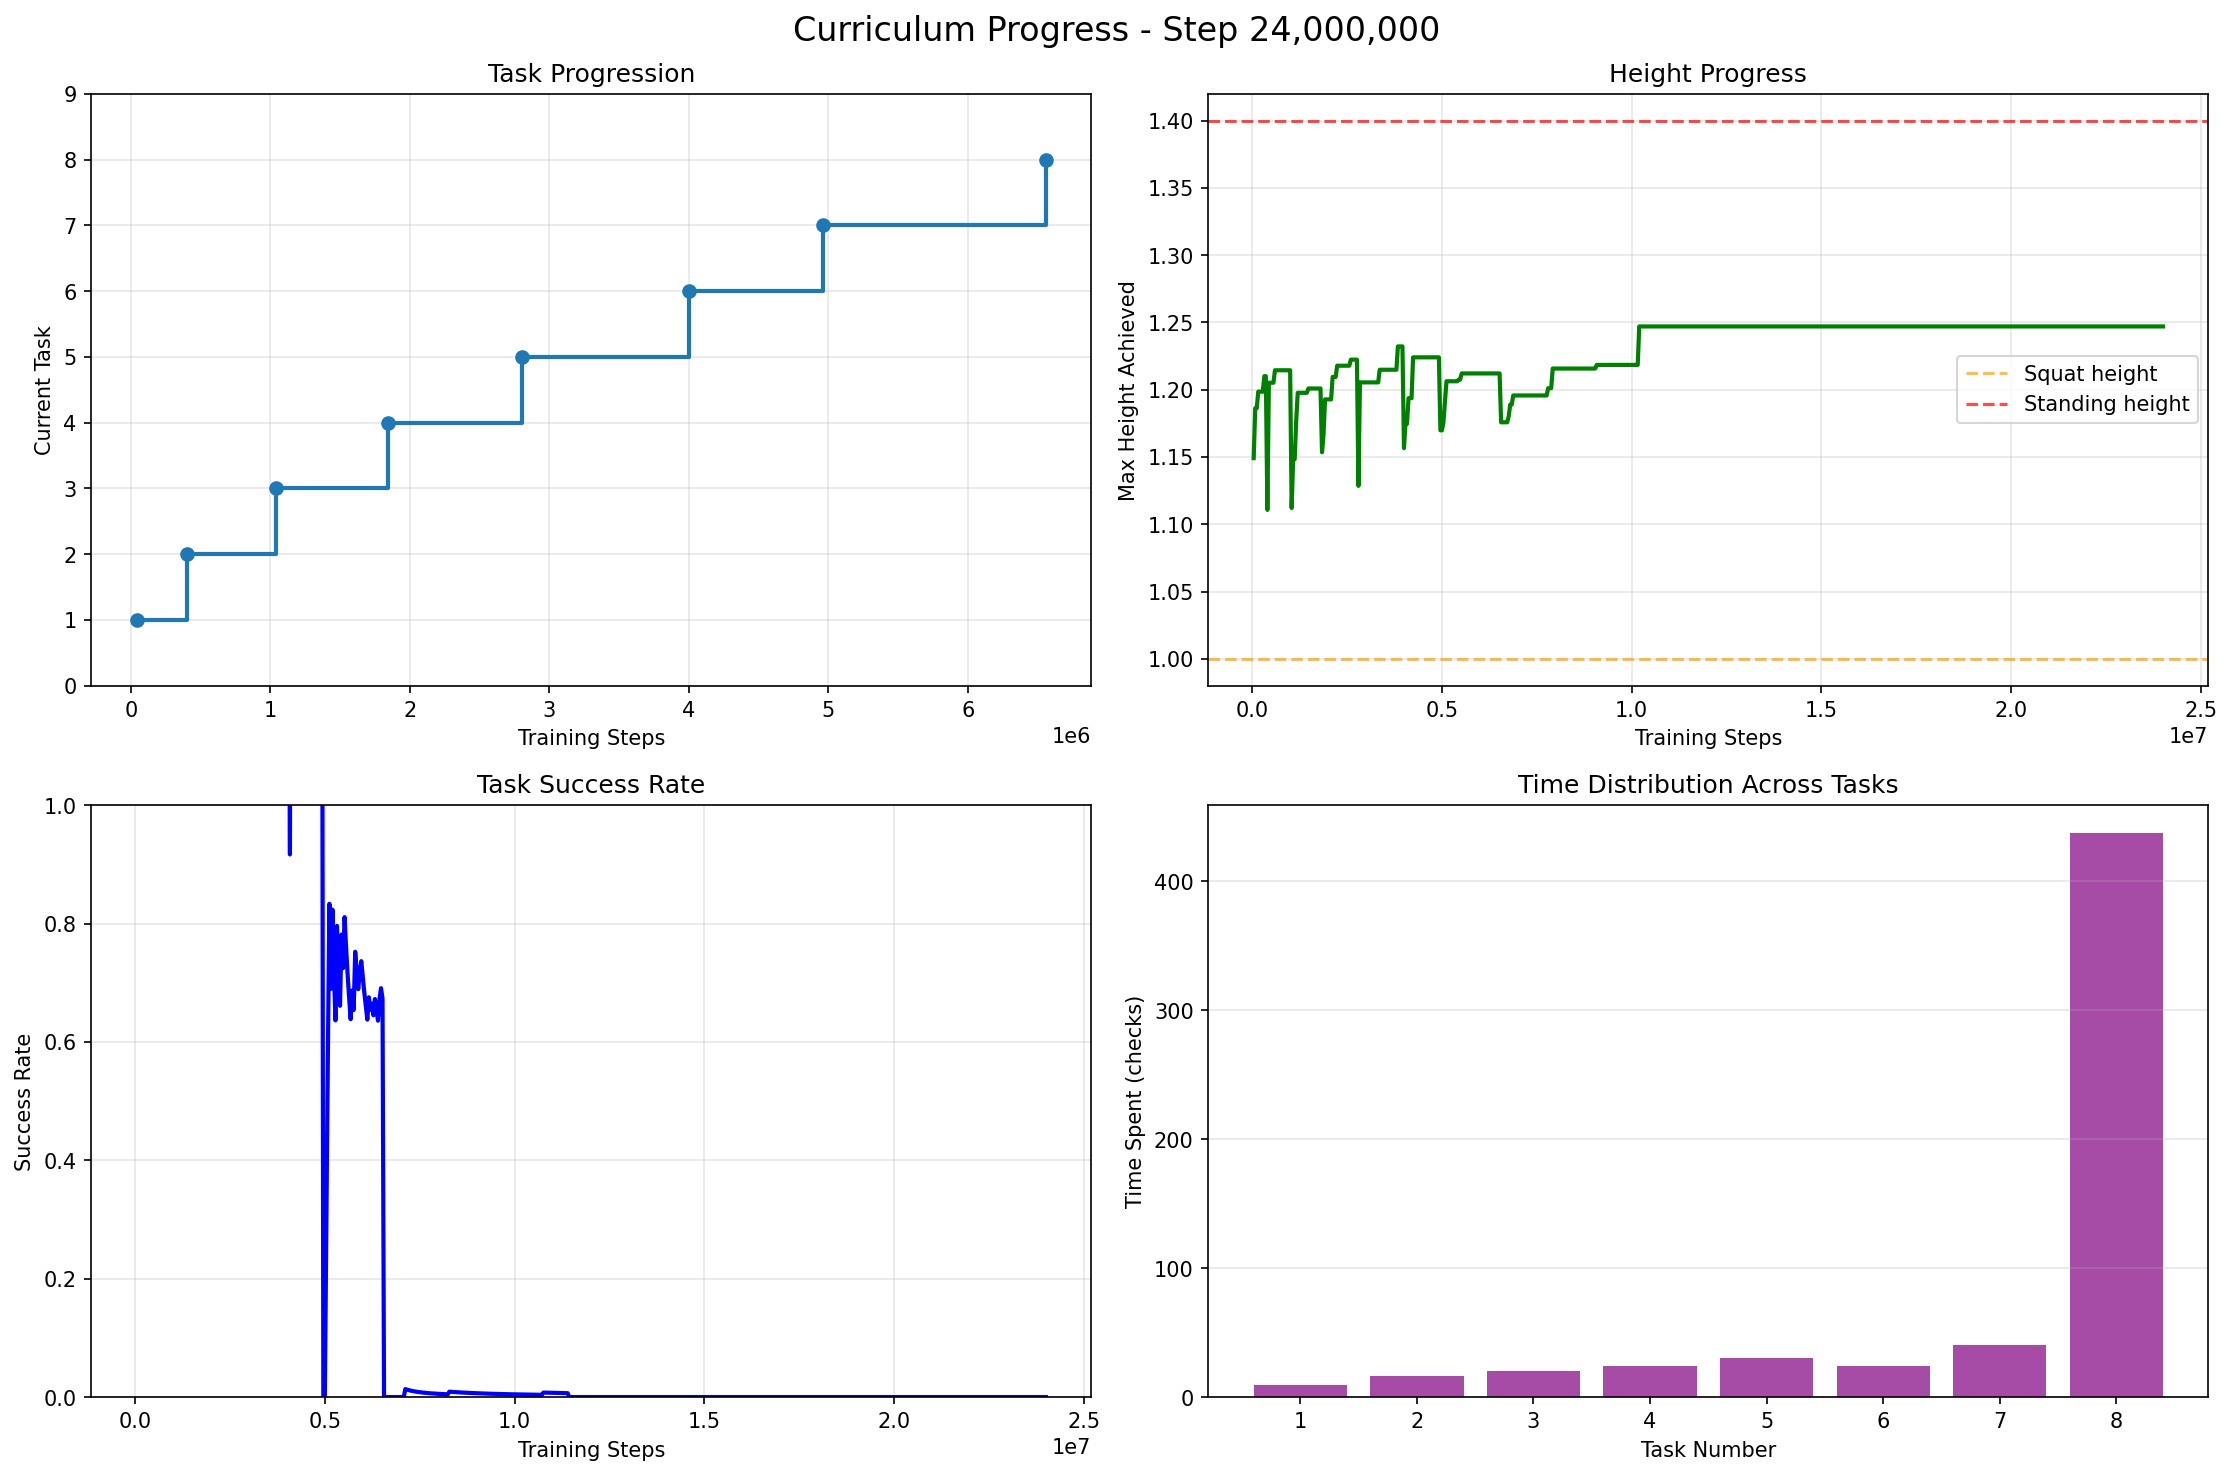 Curriculum Progress - Step 24,000,000
Task Progression
Current Task
9
8
7
6
5
4
3
2
1
0
0 1 2 3 4 5 6
1e6
Training Steps
Height Progress
Max Height Achieved
1.40
1.35
1.30
1.25
1.20
1.15
1.10
1.05
1.00
Squat height
Standing height
0.0 0.5 1.0 1.5 2.0 2.5
1e7
Training Steps
Task Success Rate
Success Rate
1.0
0.8
0.6
0.4
0.2
0.0
0.0 0.5 1.0 1.5 2.0 2.5
1e7
Training Steps
Time Distribution Across Tasks
Time Spent (checks)
400
300
200
100
0
1 2 3 4 5 6 7 8
Task Number